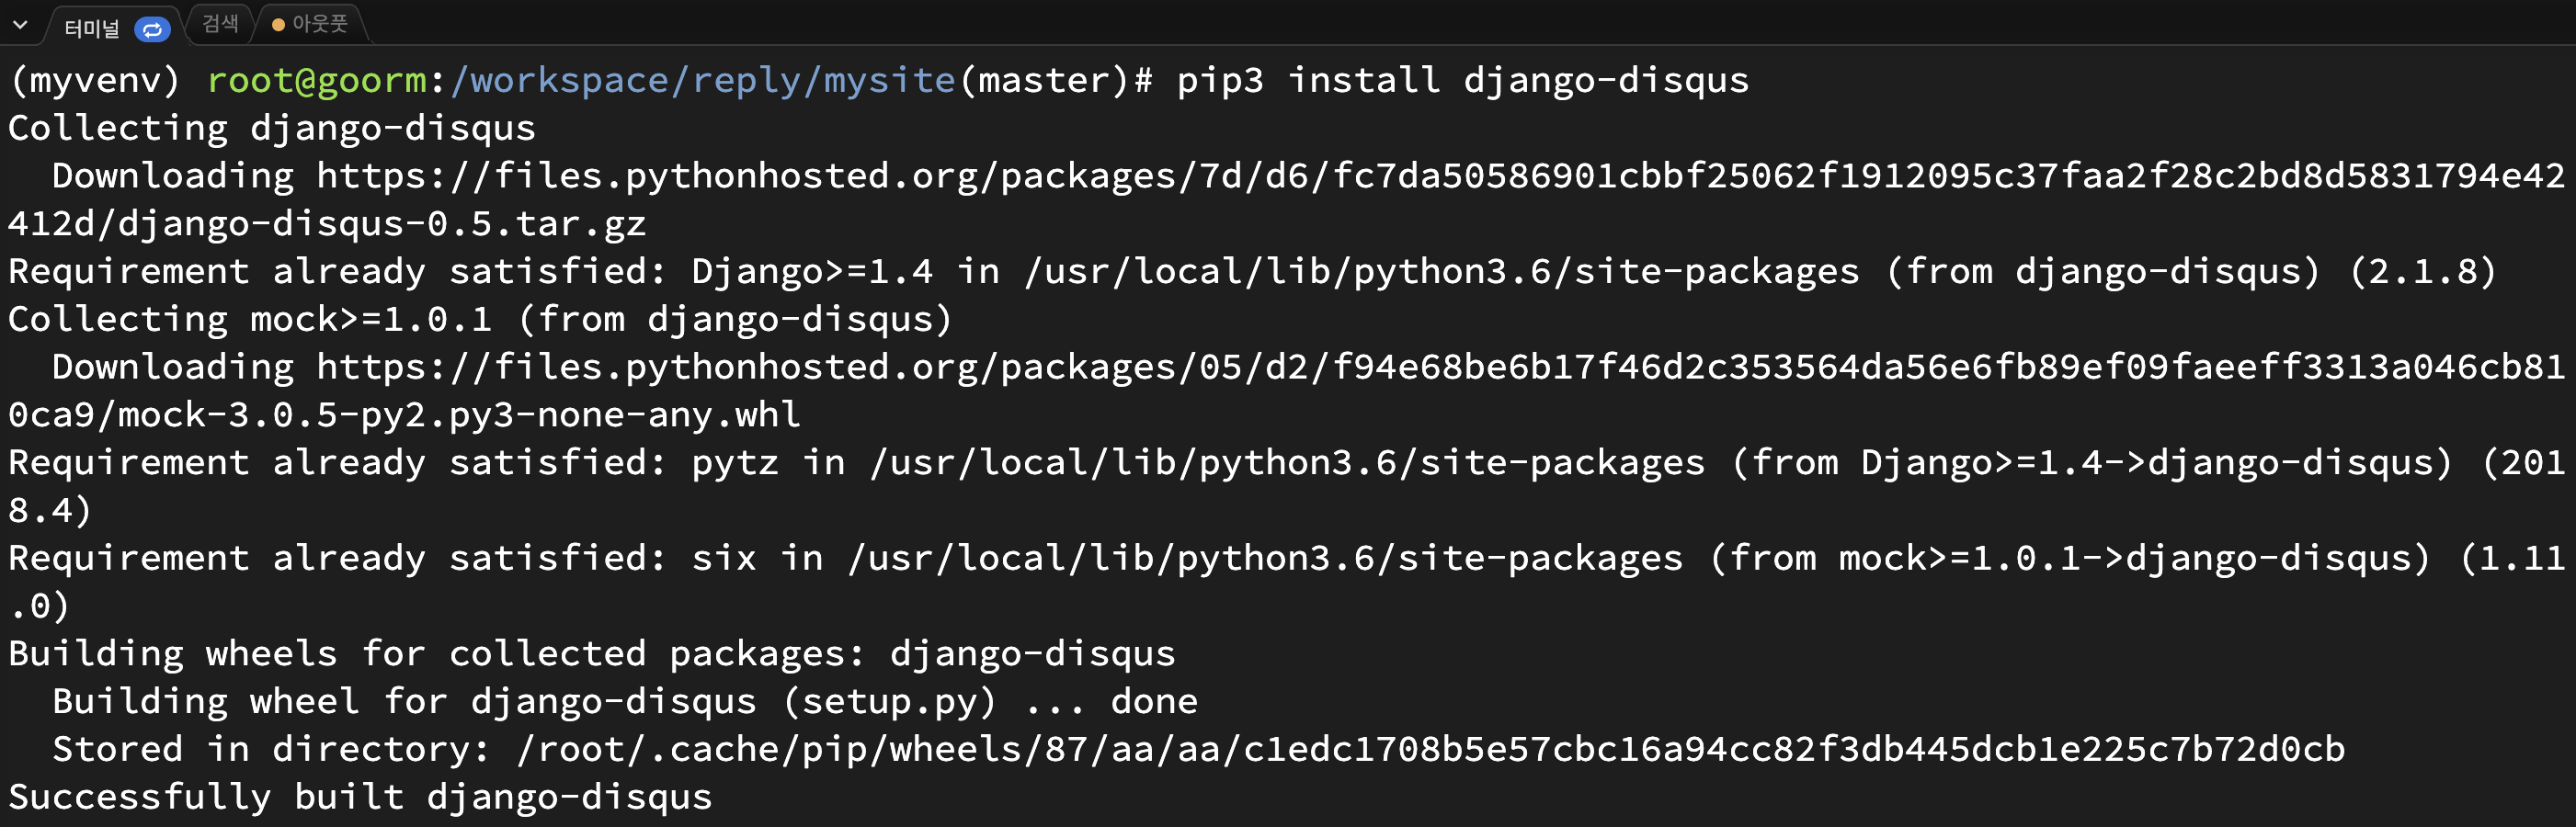 터미널 검색 아웃풋
(myvenv) root@goorm:/workspace/reply/mysite(master)# pip3 install django-disqus
Collecting django-disqus
  Downloading https://files.pythonhosted.org/packages/7d/d6/fc7da50586901cbbf25062f1912095c37faa2f28c2bd8d5831794e42
412d/django-disqus-0.5.tar.gz
Requirement already satisfied: Django>=1.4 in /usr/local/lib/python3.6/site-packages (from django-disqus) (2.1.8)
Collecting mock>=1.0.1 (from django-disqus)
  Downloading https://files.pythonhosted.org/packages/05/d2/f94e68be6b17f46d2c353564da56e6fb89ef09faeeff3313a046cb81
0ca9/mock-3.0.5-py2.py3-none-any.whl
Requirement already satisfied: pytz in /usr/local/lib/python3.6/site-packages (from Django>=1.4->django-disqus) (201
8.4)
Requirement already satisfied: six in /usr/local/lib/python3.6/site-packages (from mock>=1.0.1->django-disqus) (1.11
.0)
Building wheels for collected packages: django-disqus
  Building wheel for django-disqus (setup.py) ... done
  Stored in directory: /root/.cache/pip/wheels/87/aa/aa/c1edc1708b5e57cbc16a94cc82f3db445dcb1e225c7b72d0cb
Successfully built django-disqus